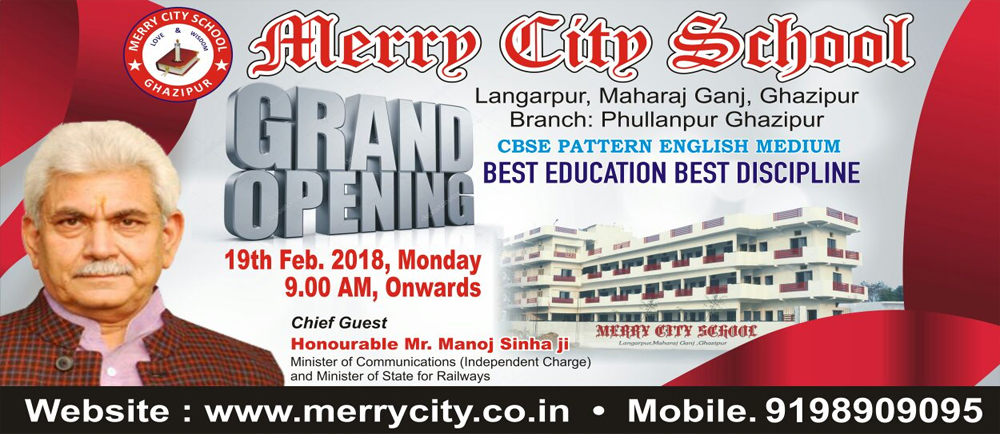 MERRY CITY SCHOOL
LOVE & WISDOM
GHAZIPUR
Merry City School
Langarpur, Maharaj Ganj, Ghazipur
Branch: Phullanpur Ghazipur
CBSE PATTERN ENGLISH MEDIUM
BEST EDUCATION BEST DISCIPLINE
GRAND
OPENING
19th Feb. 2018, Monday
9.00 AM, Onwards
Chief Guest
Honourable Mr. Manoj Sinha ji
Minister of Communications (Independent Charge)
and Minister of State for Railways
MERRY CITY SCHOOL
Langarpur,Maharaj Ganj ,Ghazipur
Website : www.merrycity.co.in • Mobile. 9198909095